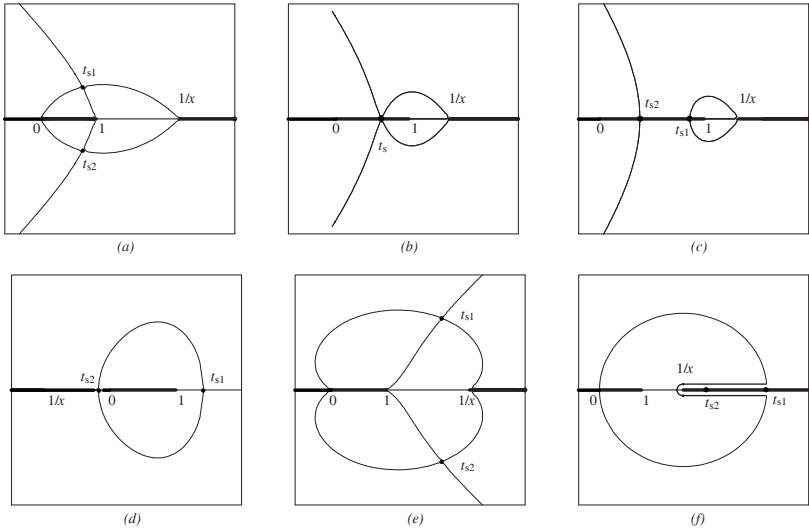 t_s1
1/x
0 1
t_s2
(a)
1/x
0 1
t_s
(b)
t_s2 1/x
0 t_s1 1
(c)
t_s2 t_s1
1/x 0 1
(d)
t_s1
0 1 1/x
t_s2
(e)
1/x
0 1 t_s2 t_s1
(f)